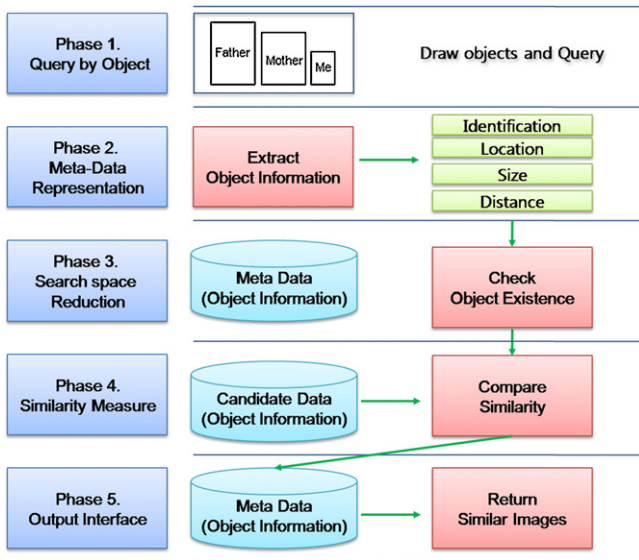 Phase 1.
Query by Object
Father
Mother
Me
Draw objects and Query
Phase 2.
Meta-Data
Representation
Extract
Object Information
Identification
Location
Size
Distance
Phase 3.
Search space
Reduction
Meta Data
(Object Information)
Check
Object Existence
Phase 4.
Similarity Measure
Candidate Data
(Object Information)
Compare
Similarity
Phase 5.
Output Interface
Meta Data
(Object Information)
Return
Similar Images